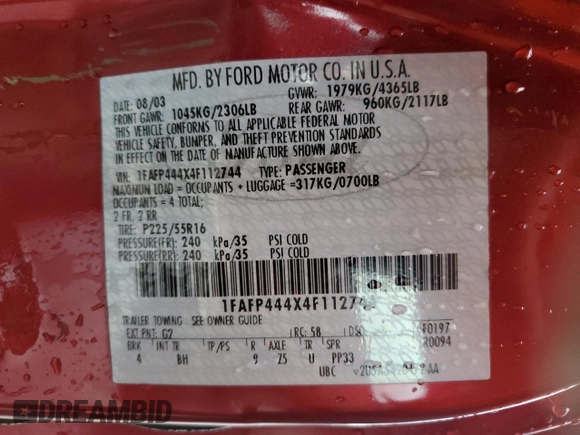 MFD. BY FORD MOTOR CO. IN U.S.A.
DATE: 08/03 GVWR: 1979KG/4365LB
FRONT GAWR: 1045KG/2306LB REAR GAWR: 960KG/2117LB
THIS VEHICLE CONFORMS TO ALL APPLICABLE FEDERAL MOTOR
VEHICLE SAFETY, BUMPER, AND THEFT PREVENTION STANDARDS
IN EFFECT ON THE DATE OF MANUFACTURE SHOWN ABOVE.
VIN: 1FAFP444X4F112744 TYPE: PASSENGER
MAXIMUM LOAD = OCCUPANTS + LUGGAGE =317KG/0700LB
OCCUPANTS = 4 TOTAL;
2 FR, 2 RR
TIRE: P225/55R16
PRESSURE(FR): 240 kPa/35 PSI COLD
PRESSURE(RR): 240 kPa/35 PSI COLD
1FAFP444X4F11274
TRAILER TOWING - SEE OWNER GUIDE
EXT PNT: G2 RC: 58 DSO: F0197
BRK INT TR TP/PS R AXLE TR SPR R0094
4 BH 9 Z5 U PP33
UBC
DREAMBID